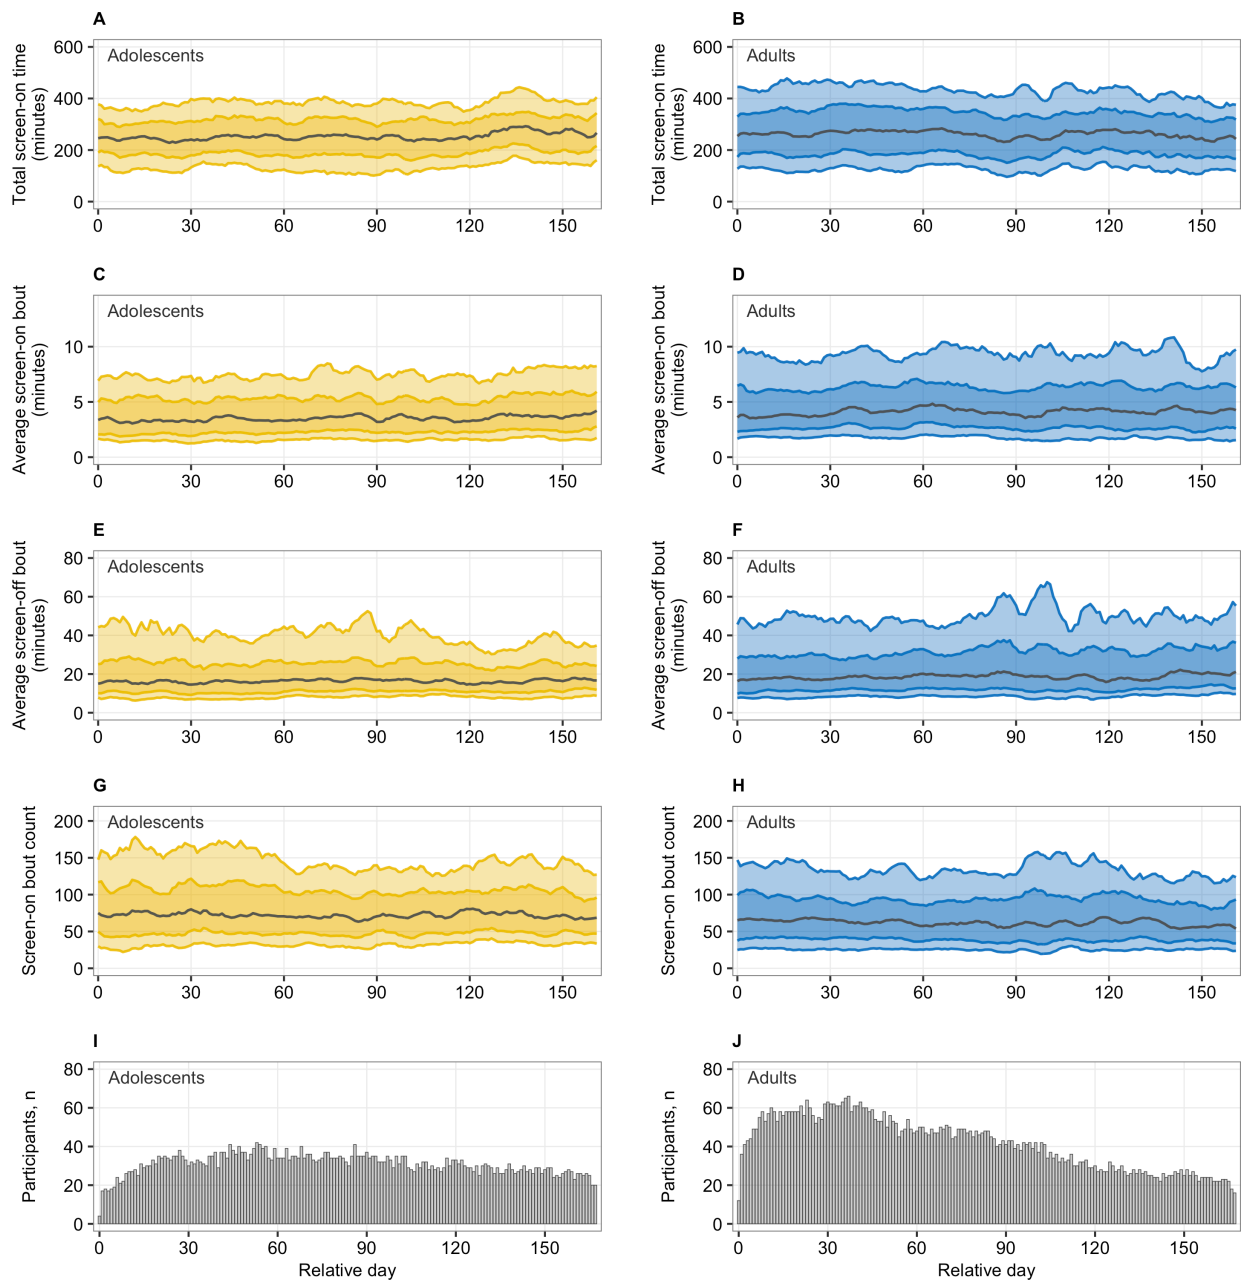 A
B
Total screen-on time
(minutes)
600
400
200
0
Adolescents
0 30 60 90 120 150
Total screen-on time
(minutes)
600
400
200
0
Adults
0 30 60 90 120 150
C
D
Average screen-on bout
(minutes)
10
5
0
Adolescents
0 30 60 90 120 150
Average screen-on bout
(minutes)
10
5
0
Adults
0 30 60 90 120 150
E
F
Average screen-off bout
(minutes)
80
60
40
20
0
Adolescents
0 30 60 90 120 150
Average screen-off bout
(minutes)
80
60
40
20
0
Adults
0 30 60 90 120 150
G
H
Screen-on bout count
200
150
100
50
0
Adolescents
0 30 60 90 120 150
Screen-on bout count
200
150
100
50
0
Adults
0 30 60 90 120 150
I
J
Participants, n
80
60
40
20
0
Adolescents
0 30 60 90 120 150
Relative day
Participants, n
80
60
40
20
0
Adults
0 30 60 90 120 150
Relative day